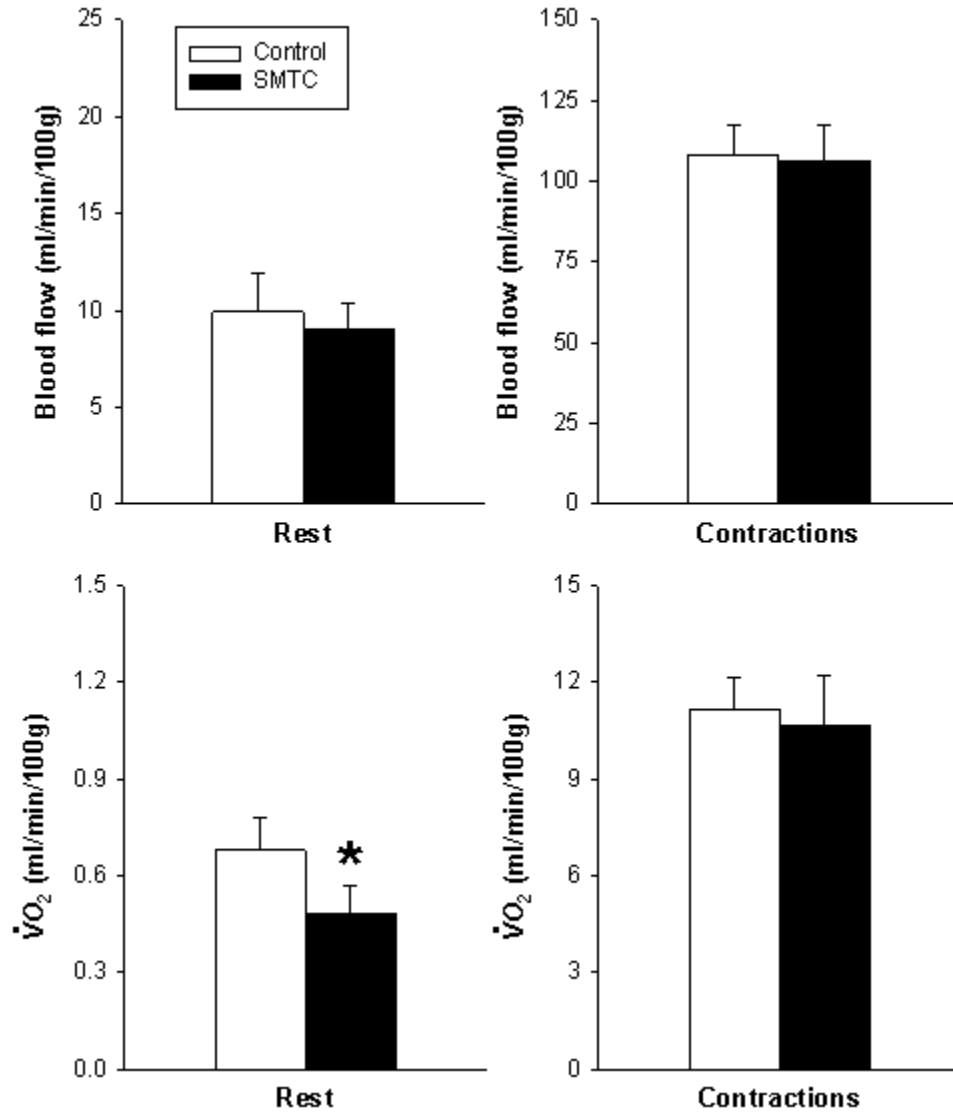 Blood flow (ml/min/100g)
25
20
15
10
5
0
Control
SMTC
Rest
Blood flow (ml/min/100g)
150
125
100
75
50
25
0
Contractions
V̇O₂ (ml/min/100g)
1.5
1.2
0.9
0.6
0.3
0.0
*
Rest
V̇O₂ (ml/min/100g)
15
12
9
6
3
0
Contractions